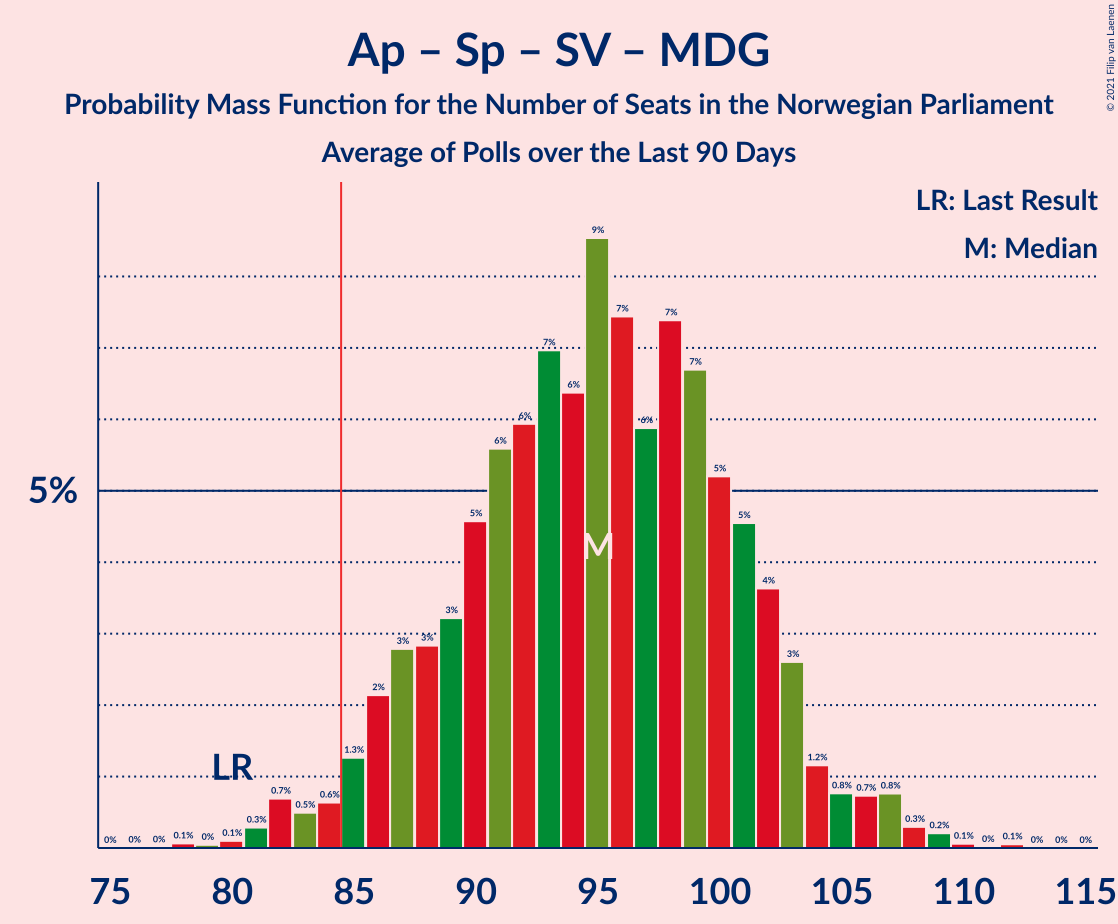 Ap – Sp – SV – MDG
Probability Mass Function for the Number of Seats in the Norwegian Parliament
Average of Polls over the Last 90 Days
© 2021 Filip van Laenen
LR: Last Result
M: Median
5%
LR
M
0% 0% 0% 0.1% 0% 0.1% 0.3% 0.7% 0.5% 0.6% 1.3% 2% 3% 3% 3% 5% 6% 6% 7% 6% 9% 7% 6% 7% 7% 5% 5% 4% 3% 1.2% 0.8% 0.7% 0.8% 0.3% 0.2% 0.1% 0% 0.1% 0% 0% 0%
75 80 85 90 95 100 105 110 115